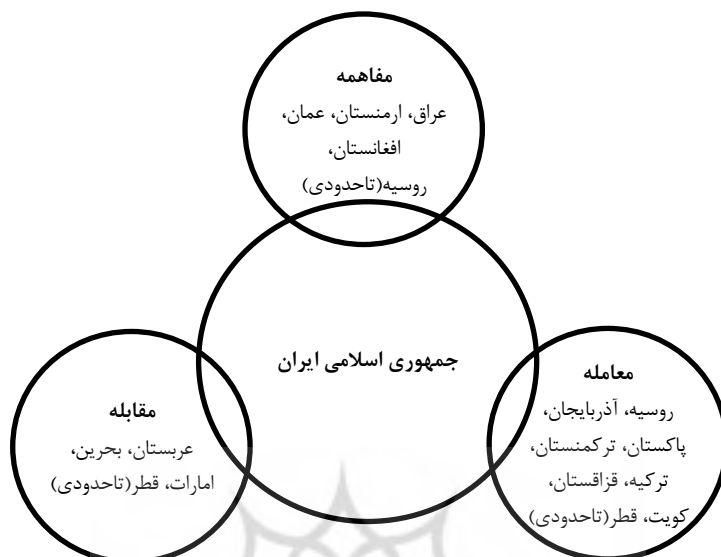 مفاهمه
عراق، ارمنستان، عمان،
افغانستان،
روسیه(تاحدودی)
جمهوری اسلامی ایران
معامله
روسیه، آذربایجان،
پاکستان، ترکمنستان،
ترکیه، قزاقستان،
کویت، قطر(تاحدودی)
مقابله
عربستان، بحرین،
امارات، قطر(تاحدودی)